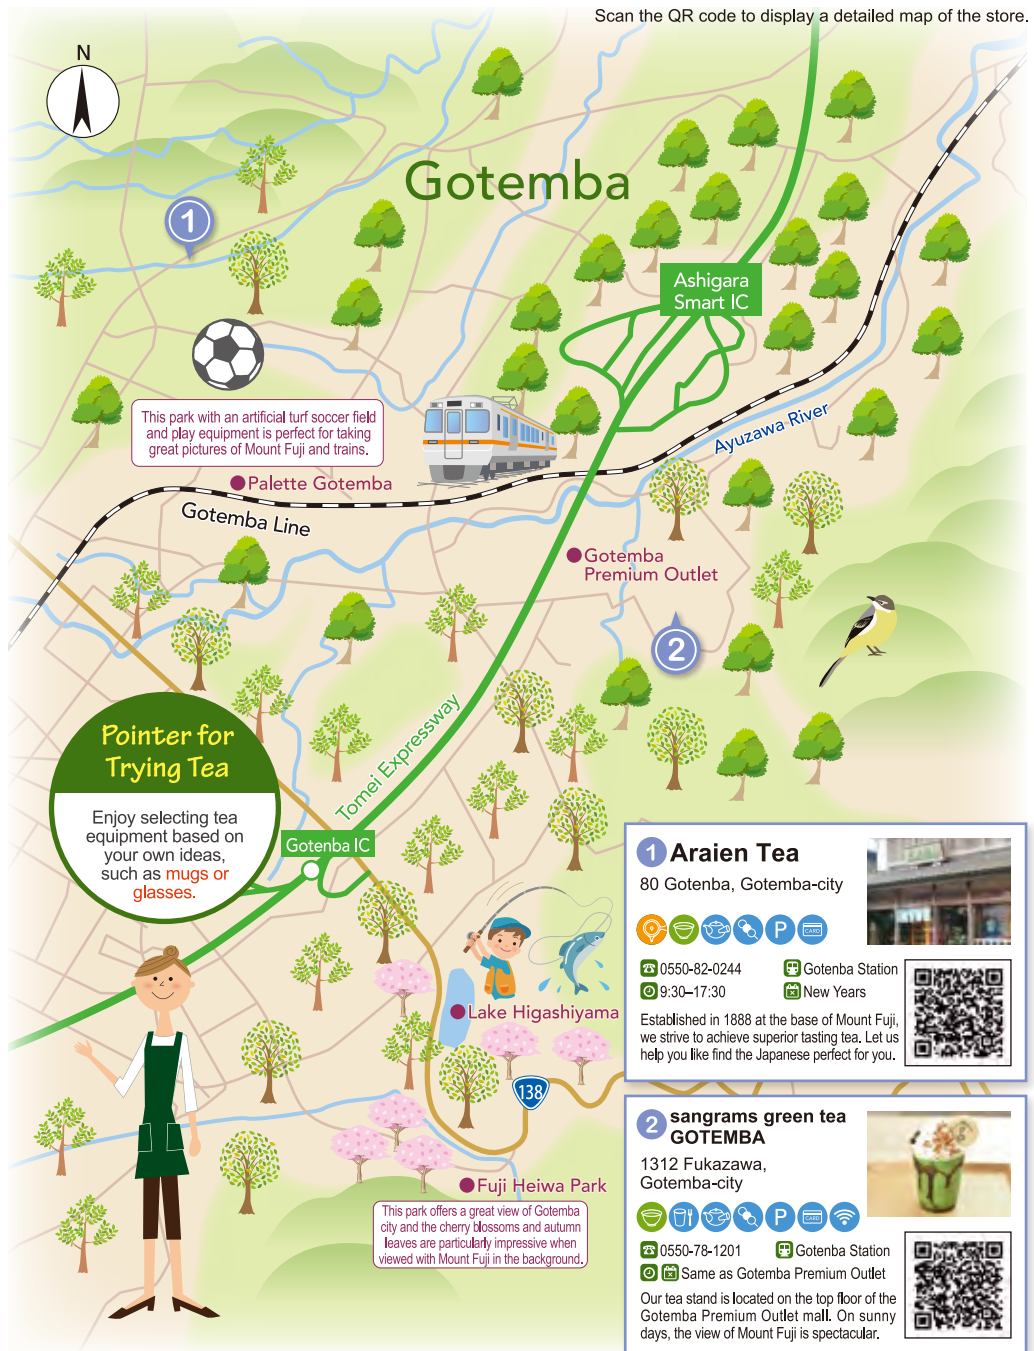 Scan the QR code to display a detailed map of the store.
N
Gotemba
1
Ashigara
Smart IC
This park with an artificial turf soccer field
and play equipment is perfect for taking
great pictures of Mount Fuji and trains.
Ayuzawa River
Palette Gotemba
Gotemba Line
Gotemba
Premium Outlet
2
Tomei Expressway
Pointer for
Trying Tea
Enjoy selecting tea
equipment based on
your own ideas,
such as mugs or
glasses.
Gotenba IC
Lake Higashiyama
138
Fuji Heiwa Park
This park offers a great view of Gotemba
city and the cherry blossoms and autumn
leaves are particularly impressive when
viewed with Mount Fuji in the background.
1 Araien Tea
80 Gotenba, Gotemba-city
P CARD
0550-82-0244 Gotenba Station
9:30–17:30 New Years
Established in 1888 at the base of Mount Fuji,
we strive to achieve superior tasting tea. Let us
help you like find the Japanese perfect for you.
2 sangrams green tea
GOTEMBA
1312 Fukazawa,
Gotemba-city
P CARD
0550-78-1201 Gotenba Station
Same as Gotemba Premium Outlet
Our tea stand is located on the top floor of the
Gotemba Premium Outlet mall. On sunny
days, the view of Mount Fuji is spectacular.